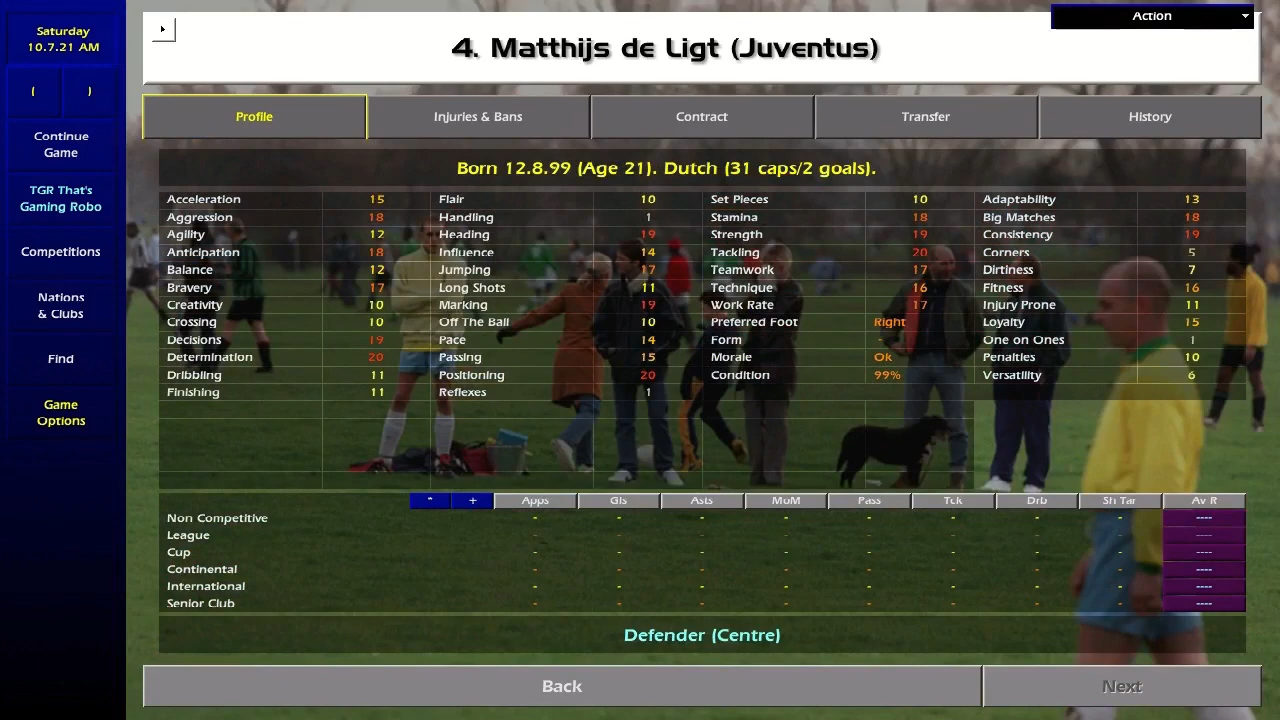 Saturday
10.7.21 AM
Continue
Game
TGR That's
Gaming Robo
Competitions
Nations
& Clubs
Find
Game
Options
Action
4. Matthijs de Ligt (Juventus)
Profile Injuries & Bans Contract Transfer History
Born 12.8.99 (Age 21). Dutch (31 caps/2 goals).
Acceleration 15 Flair 10 Set Pieces 10 Adaptability 13
Aggression 18 Handling 1 Stamina 18 Big Matches 18
Agility 12 Heading 19 Strength 19 Consistency 19
Anticipation 18 Influence 14 Tackling 20 Corners 5
Balance 12 Jumping 17 Teamwork 17 Dirtiness 7
Bravery 17 Long Shots 11 Technique 16 Fitness 16
Creativity 10 Marking 19 Work Rate 17 Injury Prone 11
Crossing 10 Off The Ball 10 Preferred Foot Right Loyalty 15
Decisions 19 Pace 14 Form - One on Ones 1
Determination 20 Passing 15 Morale Ok Penalties 10
Dribbling 11 Positioning 20 Condition 99% Versatility 6
Finishing 11 Reflexes 1
* + Apps Gls Asts MoM Pass Tck Drb Sh Tar Av R
Non Competitive - - - - - - - - ----
League - - - - - - - - ----
Cup - - - - - - - - ----
Continental - - - - - - - - ----
International - - - - - - - - ----
Senior Club - - - - - - - - ----
Defender (Centre)
Back Next